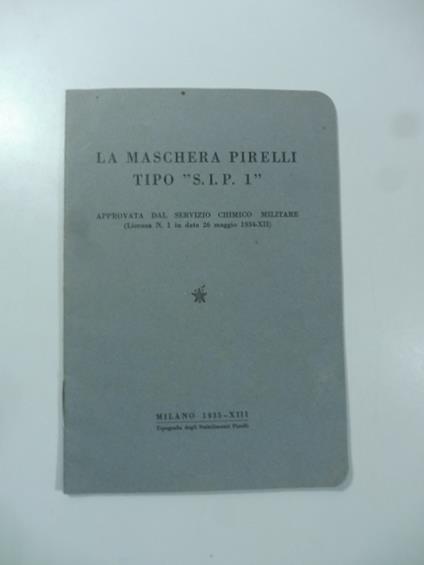 LA MASCHERA PIRELLI
TIPO "S.I.P. 1"
APPROVATA DAL SERVIZIO CHIMICO MILITARE
(Licenza N. 1 in data 26 maggio 1934-XII)
MILANO 1935-XIII
Tipografia degli Stabilimenti Pirelli